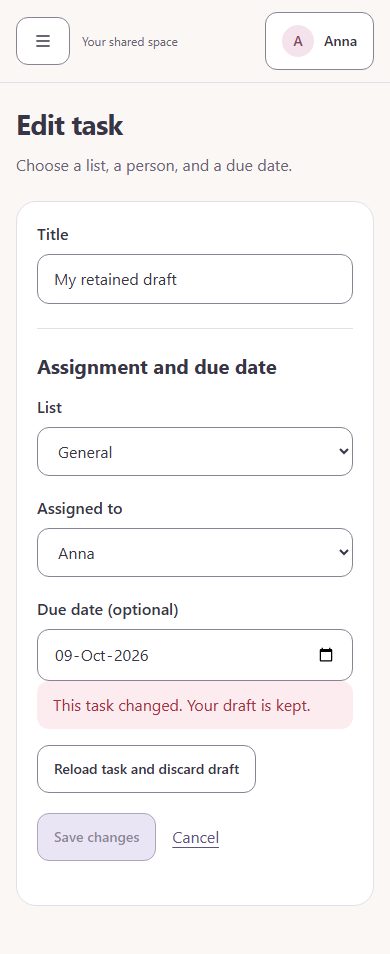 Your shared space
A
Anna
Edit task
Choose a list, a person, and a due date.
Title
My retained draft
Assignment and due date
List
General
Assigned to
Anna
Due date (optional)
09-Oct-2026
This task changed. Your draft is kept.
Reload task and discard draft
Save changes
Cancel